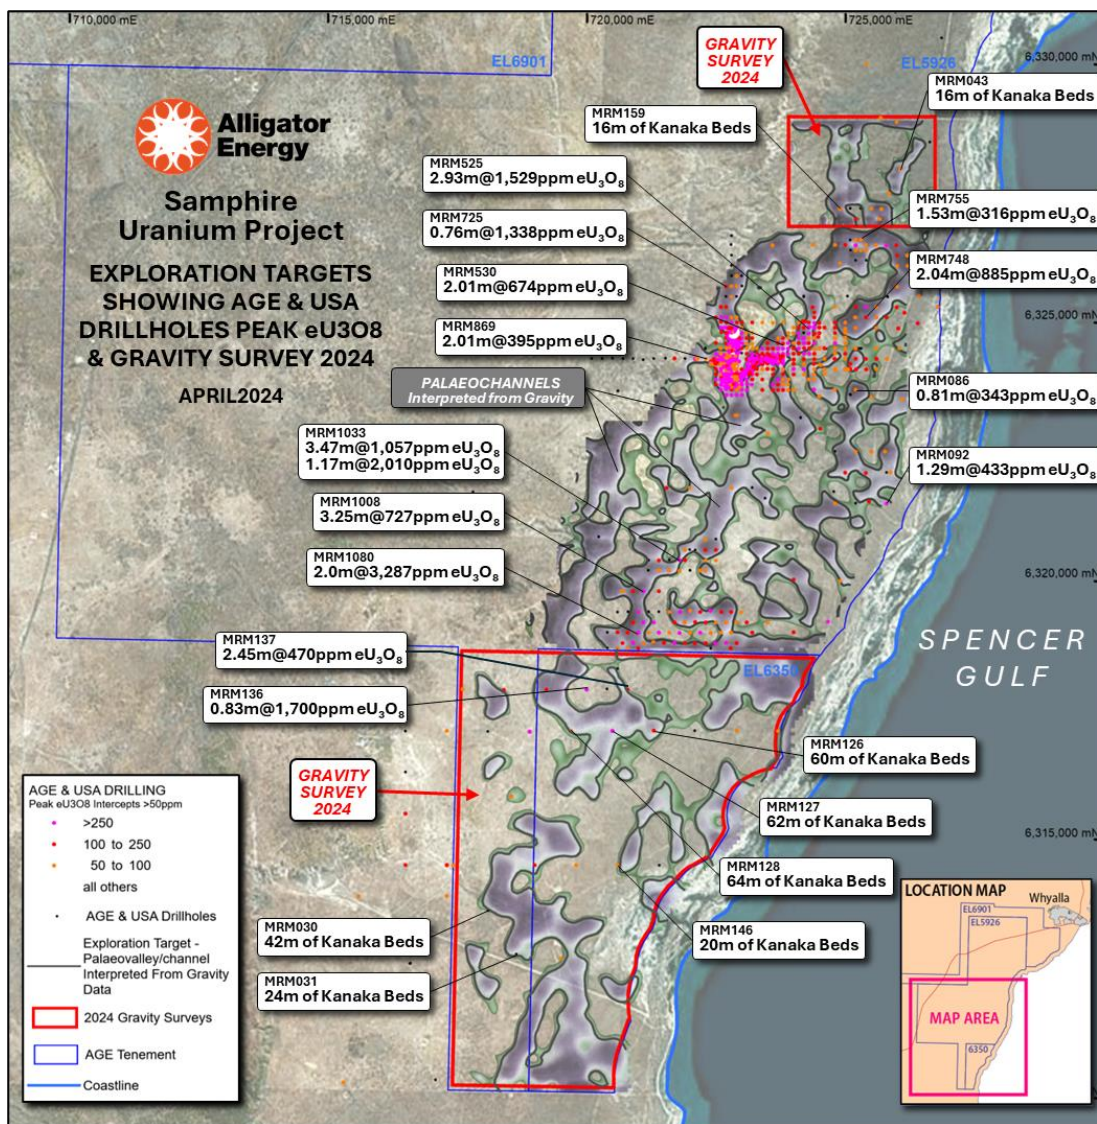 710,000 mE
715,000 mE
720,000 mE
725,000 mE
6,330,000 mN
6,325,000 mN
6,320,000 mN
6,315,000 mN
EL6901
EL5926
EL6350
Alligator
Energy
Samphire
Uranium Project
EXPLORATION TARGETS
SHOWING AGE & USA
DRILLHOLES PEAK eU3O8
& GRAVITY SURVEY 2024
APRIL2024
GRAVITY
SURVEY
2024
MRM043
16m of Kanaka Beds
MRM159
16m of Kanaka Beds
MRM525
2.93m@1,529ppm eU₃O₈
MRM725
0.76m@1,338ppm eU₃O₈
MRM530
2.01m@674ppm eU₃O₈
MRM869
2.01m@395ppm eU₃O₈
MRM755
1.53m@316ppm eU₃O₈
MRM748
2.04m@885ppm eU₃O₈
PALAEOCHANNELS
Interpreted from Gravity
MRM086
0.81m@343ppm eU₃O₈
MRM092
1.29m@433ppm eU₃O₈
MRM1033
3.47m@1,057ppm eU₃O₈
1.17m@2,010ppm eU₃O₈
MRM1008
3.25m@727ppm eU₃O₈
MRM1080
2.0m@3,287ppm eU₃O₈
MRM137
2.45m@470ppm eU₃O₈
MRM136
0.83m@1,700ppm eU₃O₈
SPENCER
GULF
GRAVITY
SURVEY
2024
MRM126
60m of Kanaka Beds
MRM127
62m of Kanaka Beds
MRM128
64m of Kanaka Beds
MRM146
20m of Kanaka Beds
MRM030
42m of Kanaka Beds
MRM031
24m of Kanaka Beds
AGE & USA DRILLING
Peak eU3O8 Intercepts >50ppm
>250
100 to 250
50 to 100
all others
AGE & USA Drillholes
Exploration Target -
Palaeovalley/channel
Interpreted From Gravity
Data
2024 Gravity Surveys
AGE Tenement
Coastline
LOCATION MAP
Whyalla
EL6901
EL5926
MAP AREA
6350